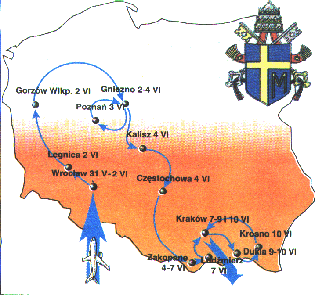 Gorzów Wlkp. 2 VI
Gniezno 2-4 VI
Poznań 3 VI
Kalisz 4 VI
Legnica 2 VI
Wrocław 31 V-2 VI
Częstochowa 4 VI
Kraków 7-9 i 10 VI
Krosno 10 VI
Dukla 9-10 VI
Zakopane
4-7 VI
Ludźmierz
7 VI
M